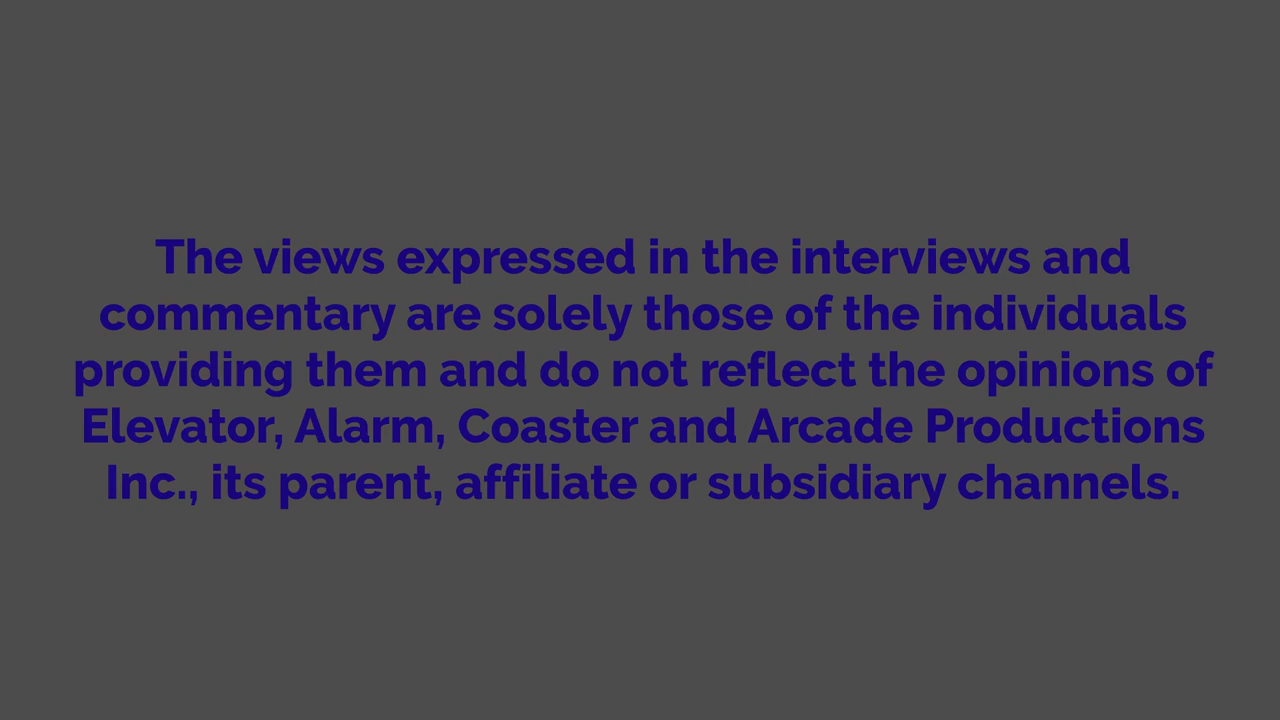 The views expressed in the interviews and
commentary are solely those of the individuals
providing them and do not reflect the opinions of
Elevator, Alarm, Coaster and Arcade Productions
Inc., its parent, affiliate or subsidiary channels.